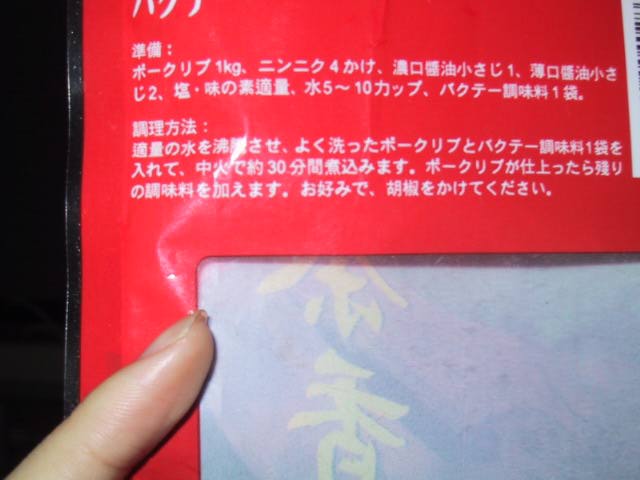 バクテー
準備：
ポークリブ1kg、ニンニク4かけ、濃口醤油小さじ1、薄口醤油小さ
じ2、塩・味の素適量、水5～10カップ、バクテー調味料1袋。
調理方法：
適量の水を沸騰させ、よく洗ったポークリブとバクテー調味料1袋を
入れて、中火で約30分間煮込みます。ポークリブが仕上ったら残り
の調味料を加えます。お好みで、胡椒をかけてください。
余
香